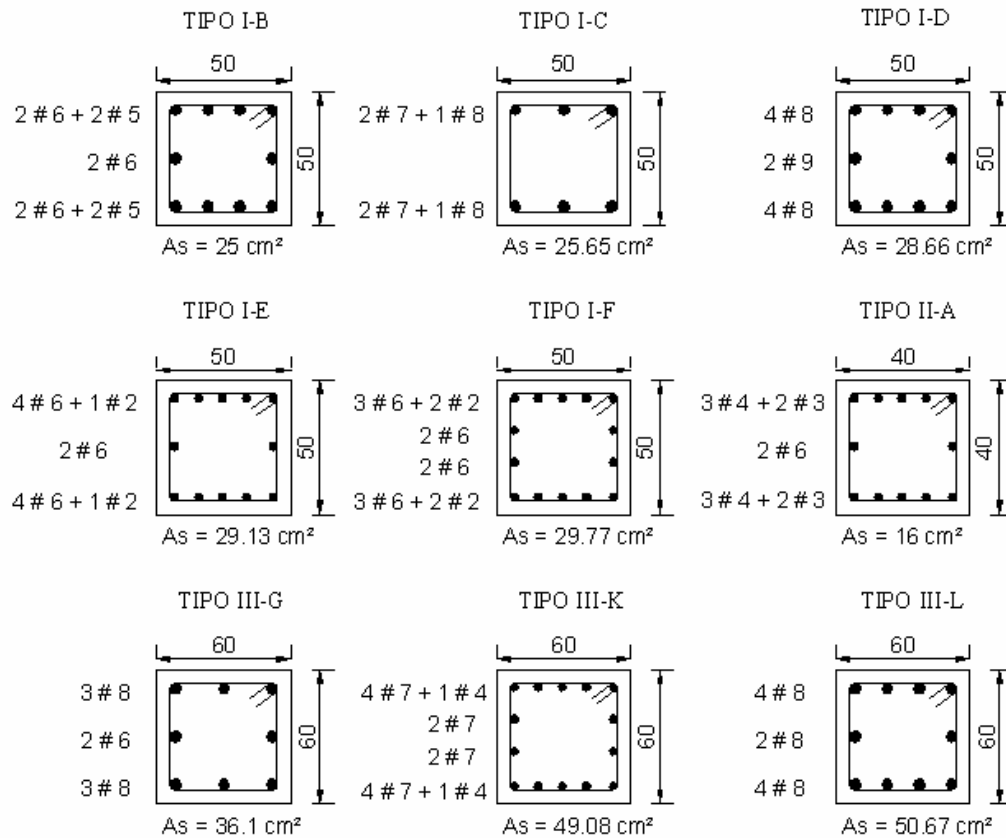 TIPO I-B
50
2 # 6 + 2 # 5
2 # 6
2 # 6 + 2 # 5
50
As = 25 cm²
TIPO I-C
50
2 # 7 + 1 # 8
2 # 7 + 1 # 8
50
As = 25.65 cm²
TIPO I-D
50
4 # 8
2 # 9
4 # 8
50
As = 28.66 cm²
TIPO I-E
50
4 # 6 + 1 # 2
2 # 6
4 # 6 + 1 # 2
50
As = 29.13 cm²
TIPO I-F
50
3 # 6 + 2 # 2
2 # 6
2 # 6
3 # 6 + 2 # 2
50
As = 29.77 cm²
TIPO II-A
40
3 # 4 + 2 # 3
2 # 6
3 # 4 + 2 # 3
40
As = 16 cm²
TIPO III-G
60
3 # 8
2 # 6
3 # 8
60
As = 36.1 cm²
TIPO III-K
60
4 # 7 + 1 # 4
2 # 7
2 # 7
4 # 7 + 1 # 4
60
As = 49.08 cm²
TIPO III-L
60
4 # 8
2 # 8
4 # 8
60
As = 50.67 cm²